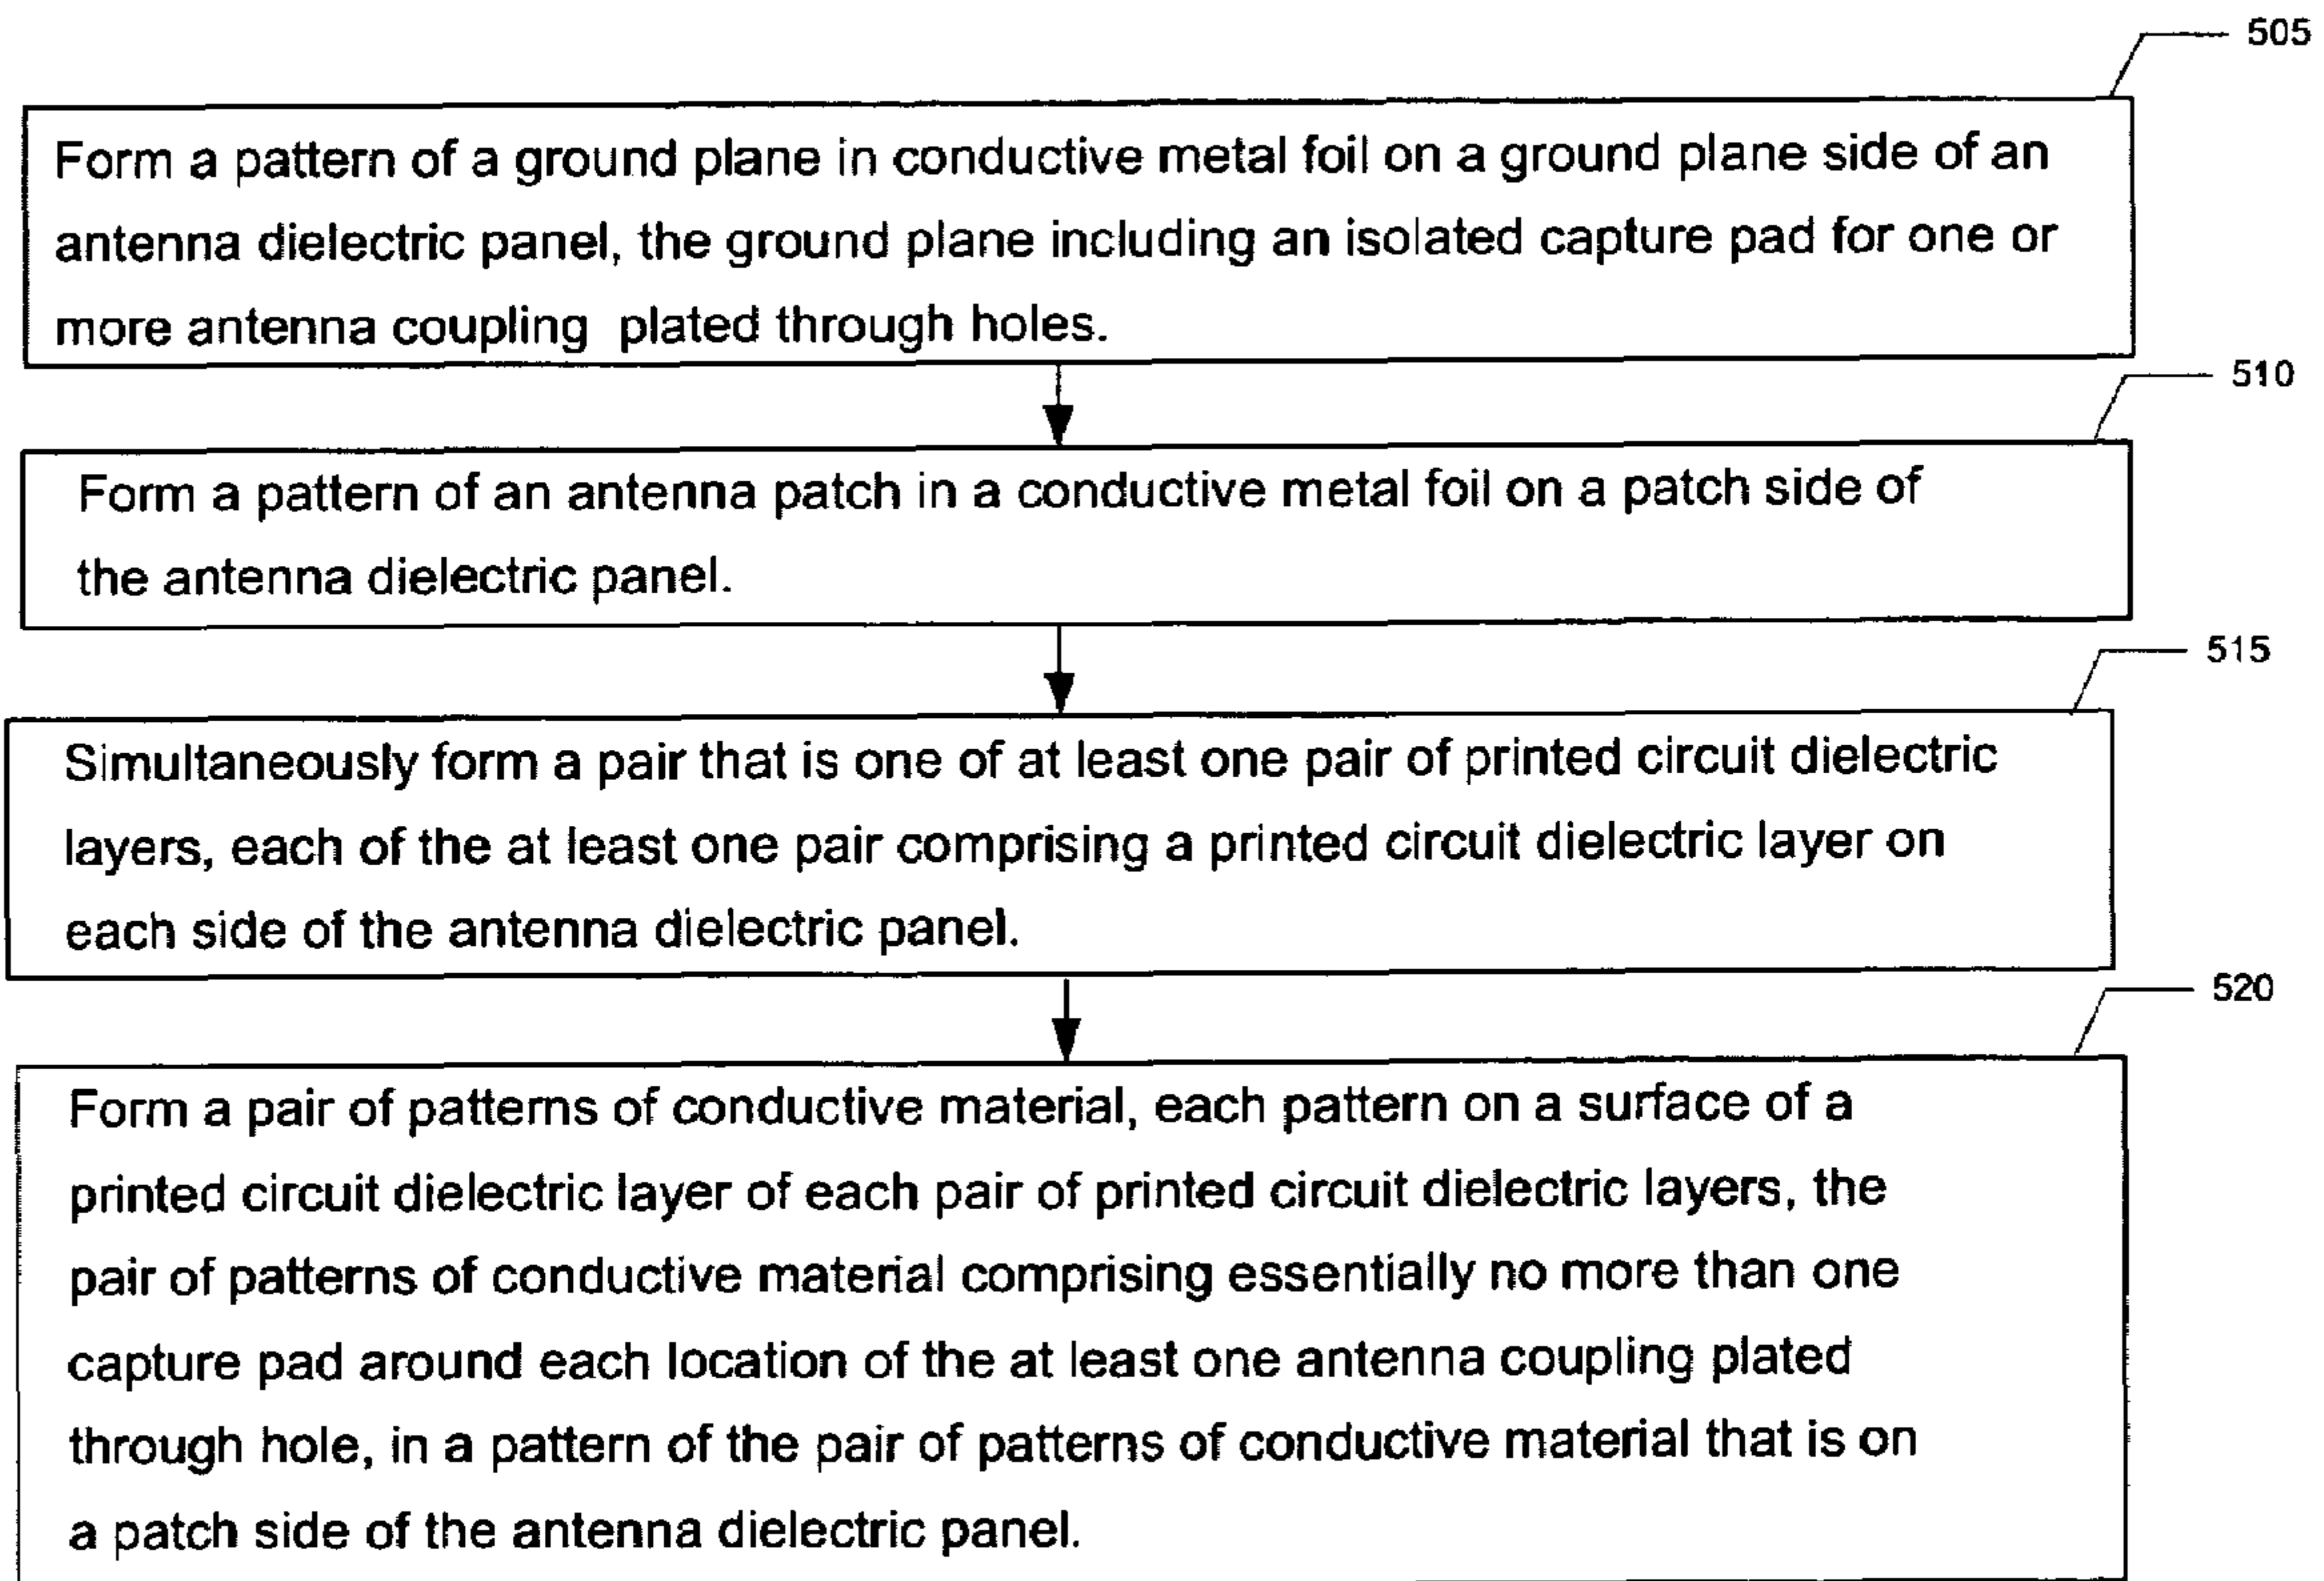 505
Form a pattern of a ground plane in conductive metal foil on a ground plane side of an
antenna dielectric panel, the ground plane including an isolated capture pad for one or
more antenna coupling plated through holes.
510
Form a pattern of an antenna patch in a conductive metal foil on a patch side of
the antenna dielectric panel.
515
Simultaneously form a pair that is one of at least one pair of printed circuit dielectric
layers, each of the at least one pair comprising a printed circuit dielectric layer on
each side of the antenna dielectric panel.
520
Form a pair of patterns of conductive material, each pattern on a surface of a
printed circuit dielectric layer of each pair of printed circuit dielectric layers, the
pair of patterns of conductive material comprising essentially no more than one
capture pad around each location of the at least one antenna coupling plated
through hole, in a pattern of the pair of patterns of conductive material that is on
a patch side of the antenna dielectric panel.